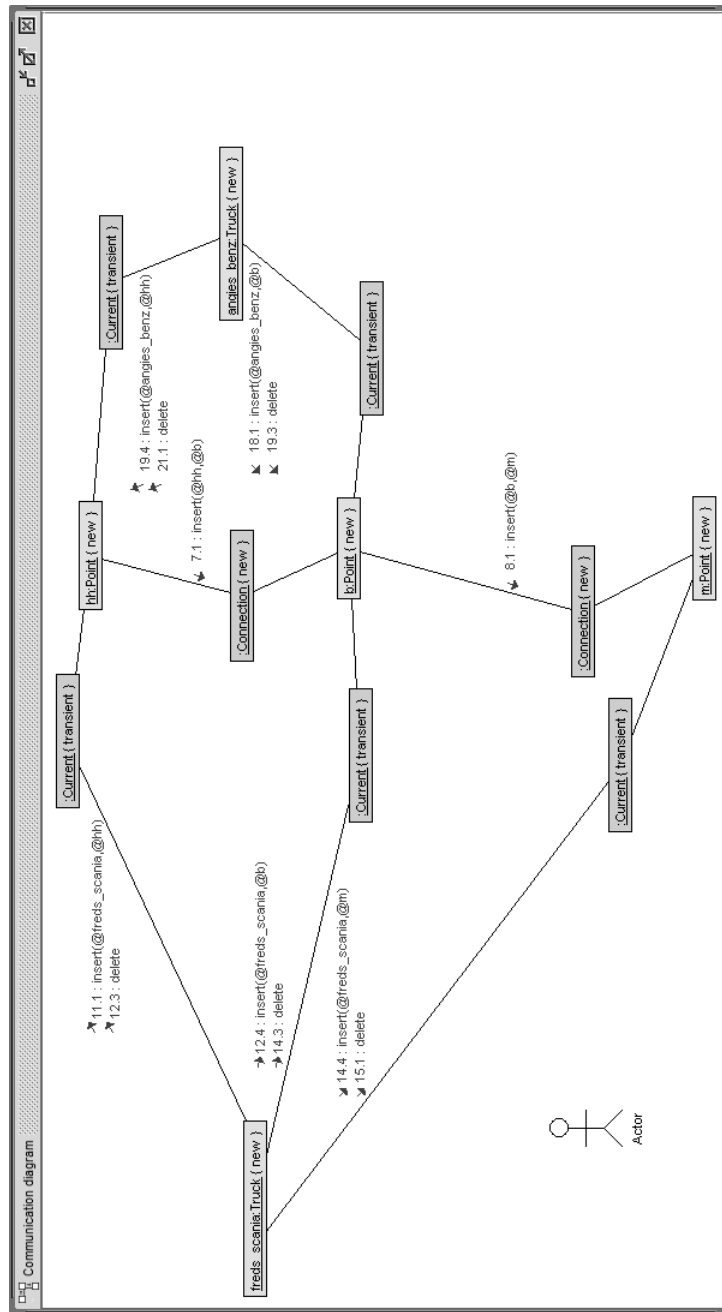 Communication diagram
:Current { transient }
hh:Point { new }
:Current { transient }
11.1 : insert(@freds_scania,@hh)
12.3 : delete
19.4 : insert(@angies_benz,@hh)
21.1 : delete
7.1 : insert(@hh,@b)
:Connection { new }
angies_benz:Truck { new }
freds_scania:Truck { new }
12.4 : insert(@freds_scania,@b)
14.3 : delete
18.1 : insert(@angies_benz,@b)
19.3 : delete
:Current { transient }
b:Point { new }
:Current { transient }
14.4 : insert(@freds_scania,@m)
15.1 : delete
8.1 : insert(@b,@m)
:Connection { new }
:Current { transient }
m:Point { new }
Actor